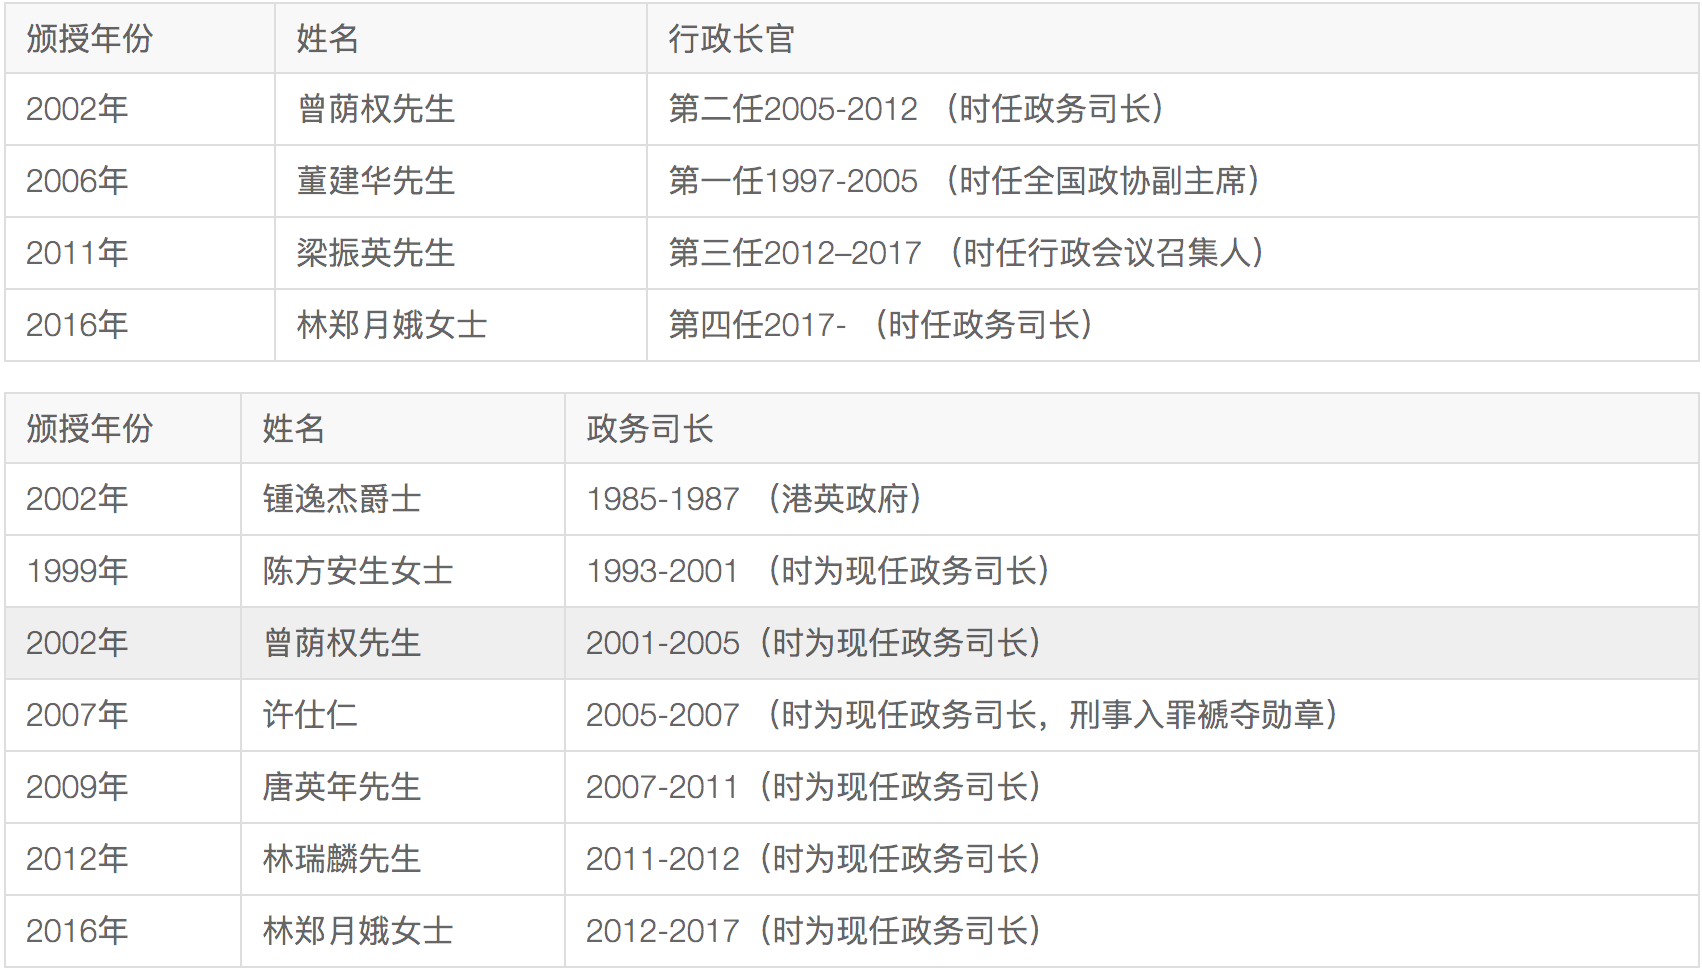 颁授年份 姓名 行政长官
2002年 曾荫权先生 第二任2005-2012 （时任政务司长）
2006年 董建华先生 第一任1997-2005 （时任全国政协副主席）
2011年 梁振英先生 第三任2012–2017 （时任行政会议召集人）
2016年 林郑月娥女士 第四任2017- （时任政务司长）
颁授年份 姓名 政务司长
2002年 锺逸杰爵士 1985-1987 （港英政府）
1999年 陈方安生女士 1993-2001 （时为现任政务司长）
2002年 曾荫权先生 2001-2005（时为现任政务司长）
2007年 许仕仁 2005-2007 （时为现任政务司长，刑事入罪褫夺勋章）
2009年 唐英年先生 2007-2011（时为现任政务司长）
2012年 林瑞麟先生 2011-2012（时为现任政务司长）
2016年 林郑月娥女士 2012-2017（时为现任政务司长）